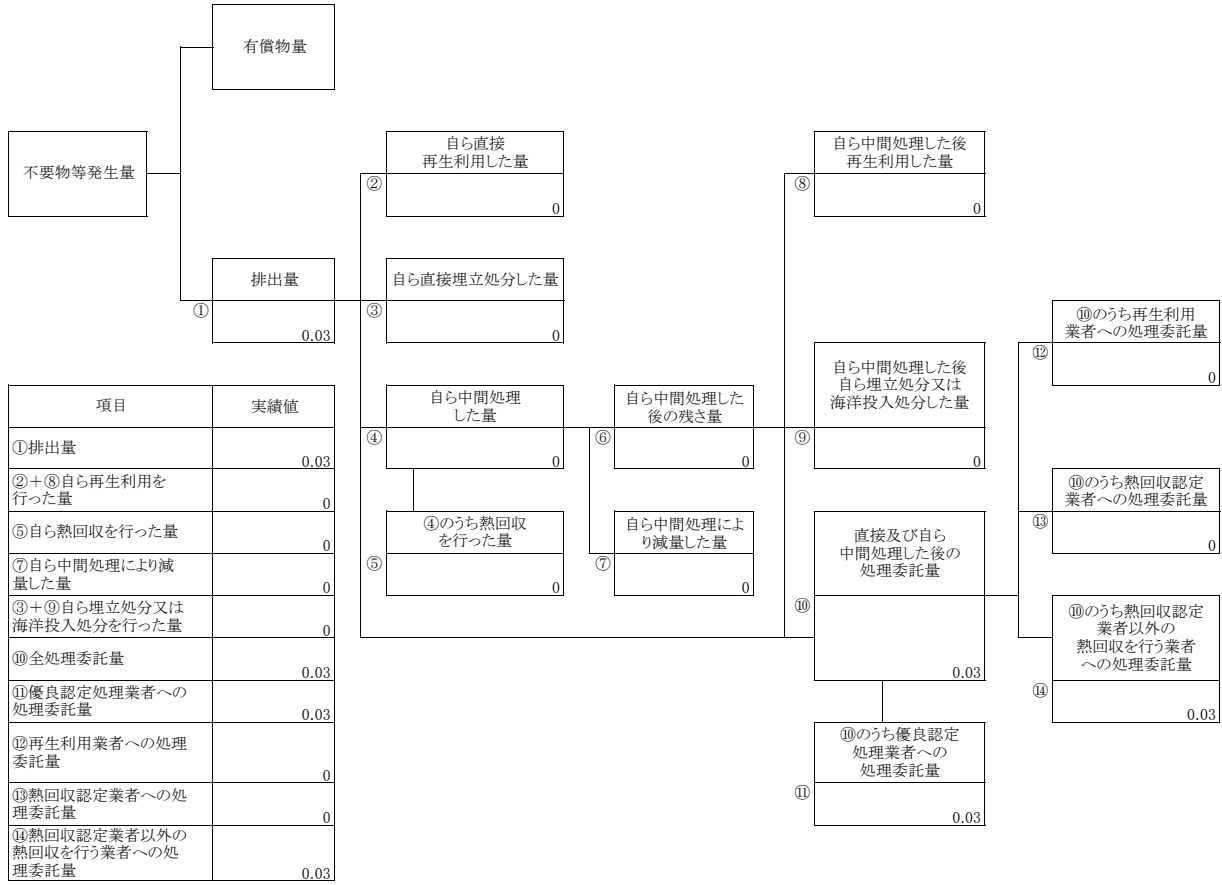 有償物量
不要物等発生量
排出量
①
0.03
自ら直接
再生利用した量
②
0
自ら直接埋立処分した量
③
0
自ら中間処理
した量
④
0
④のうち熱回収
を行った量
⑤
0
自ら中間処理した
後の残さ量
⑥
0
自ら中間処理によ
り減量した量
⑦
0
自ら中間処理した後
再生利用した量
⑧
0
自ら中間処理した後
自ら埋立処分又は
海洋投入処分した量
⑨
0
直接及び自ら
中間処理した後の
処理委託量
⑩
0.03
⑩のうち優良認定
処理業者への
処理委託量
⑪
0.03
⑩のうち再生利用
業者への処理委託量
⑫
0
⑩のうち熱回収認定
業者への処理委託量
⑬
0
⑩のうち熱回収認定
業者以外の
熱回収を行う業者
への処理委託量
⑭
0.03
項目 実績値
①排出量
0.03
②+⑧自ら再生利用を
行った量
0
⑤自ら熱回収を行った量
0
⑦自ら中間処理により減
量した量
0
③+⑨自ら埋立処分又は
海洋投入処分を行った量
0
⑩全処理委託量
0.03
⑪優良認定処理業者への
処理委託量
0.03
⑫再生利用業者への処理
委託量
0
⑬熱回収認定業者への処
理委託量
0
⑭熱回収認定業者以外の
熱回収を行う業者への処
理委託量
0.03